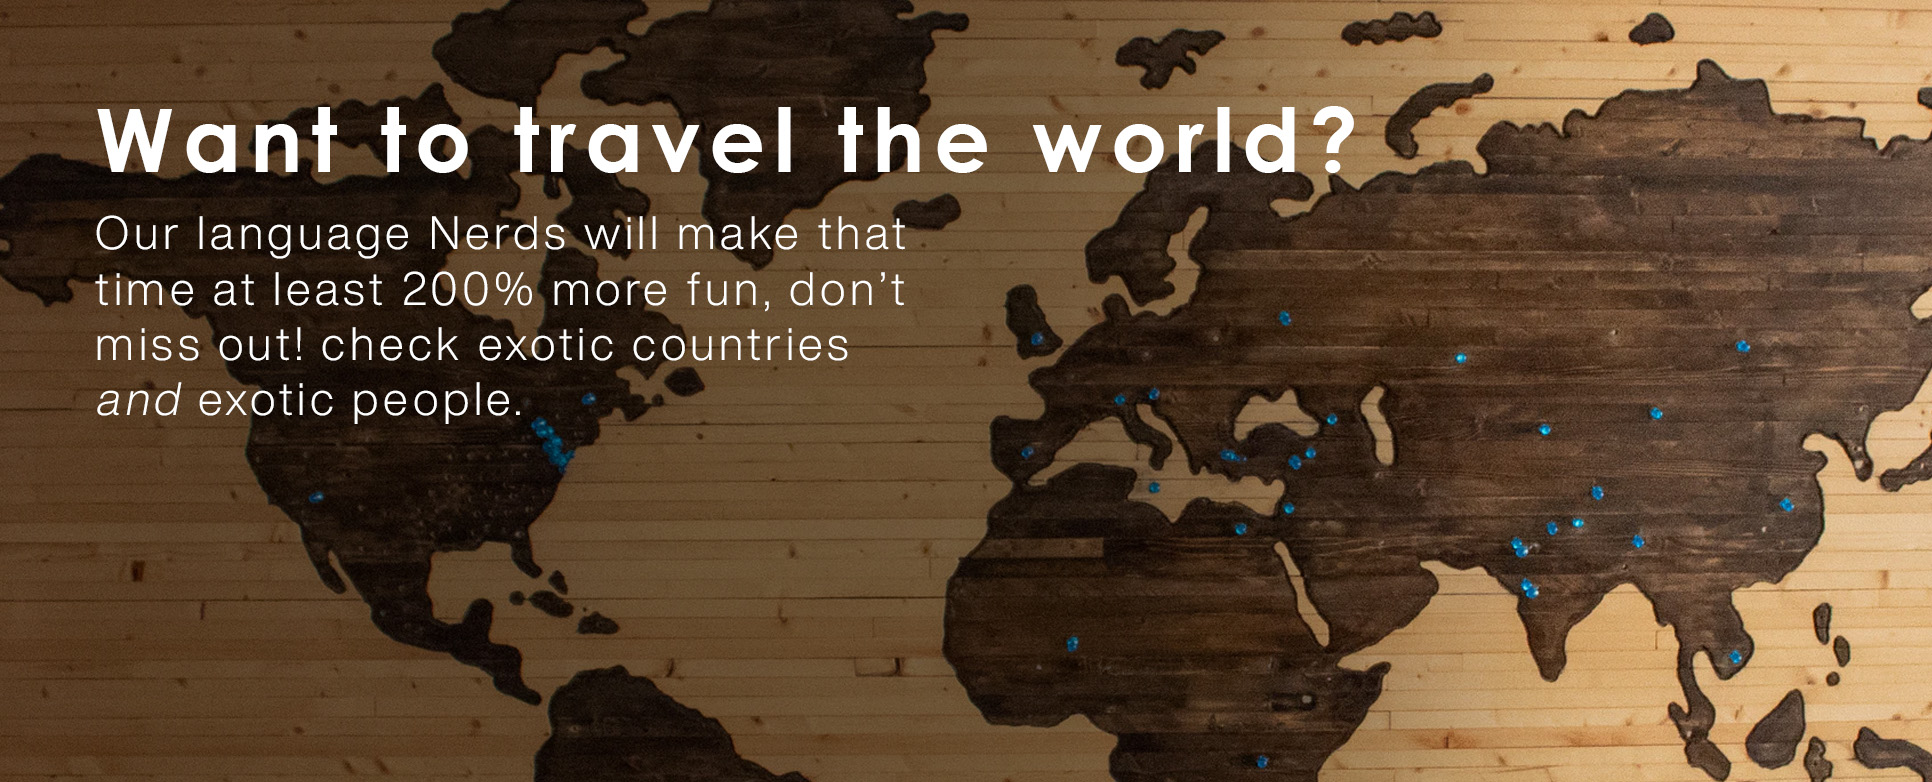 Want to travel the world?
Our language Nerds will make that
time at least 200% more fun, don’t
miss out! check exotic countries
and exotic people.